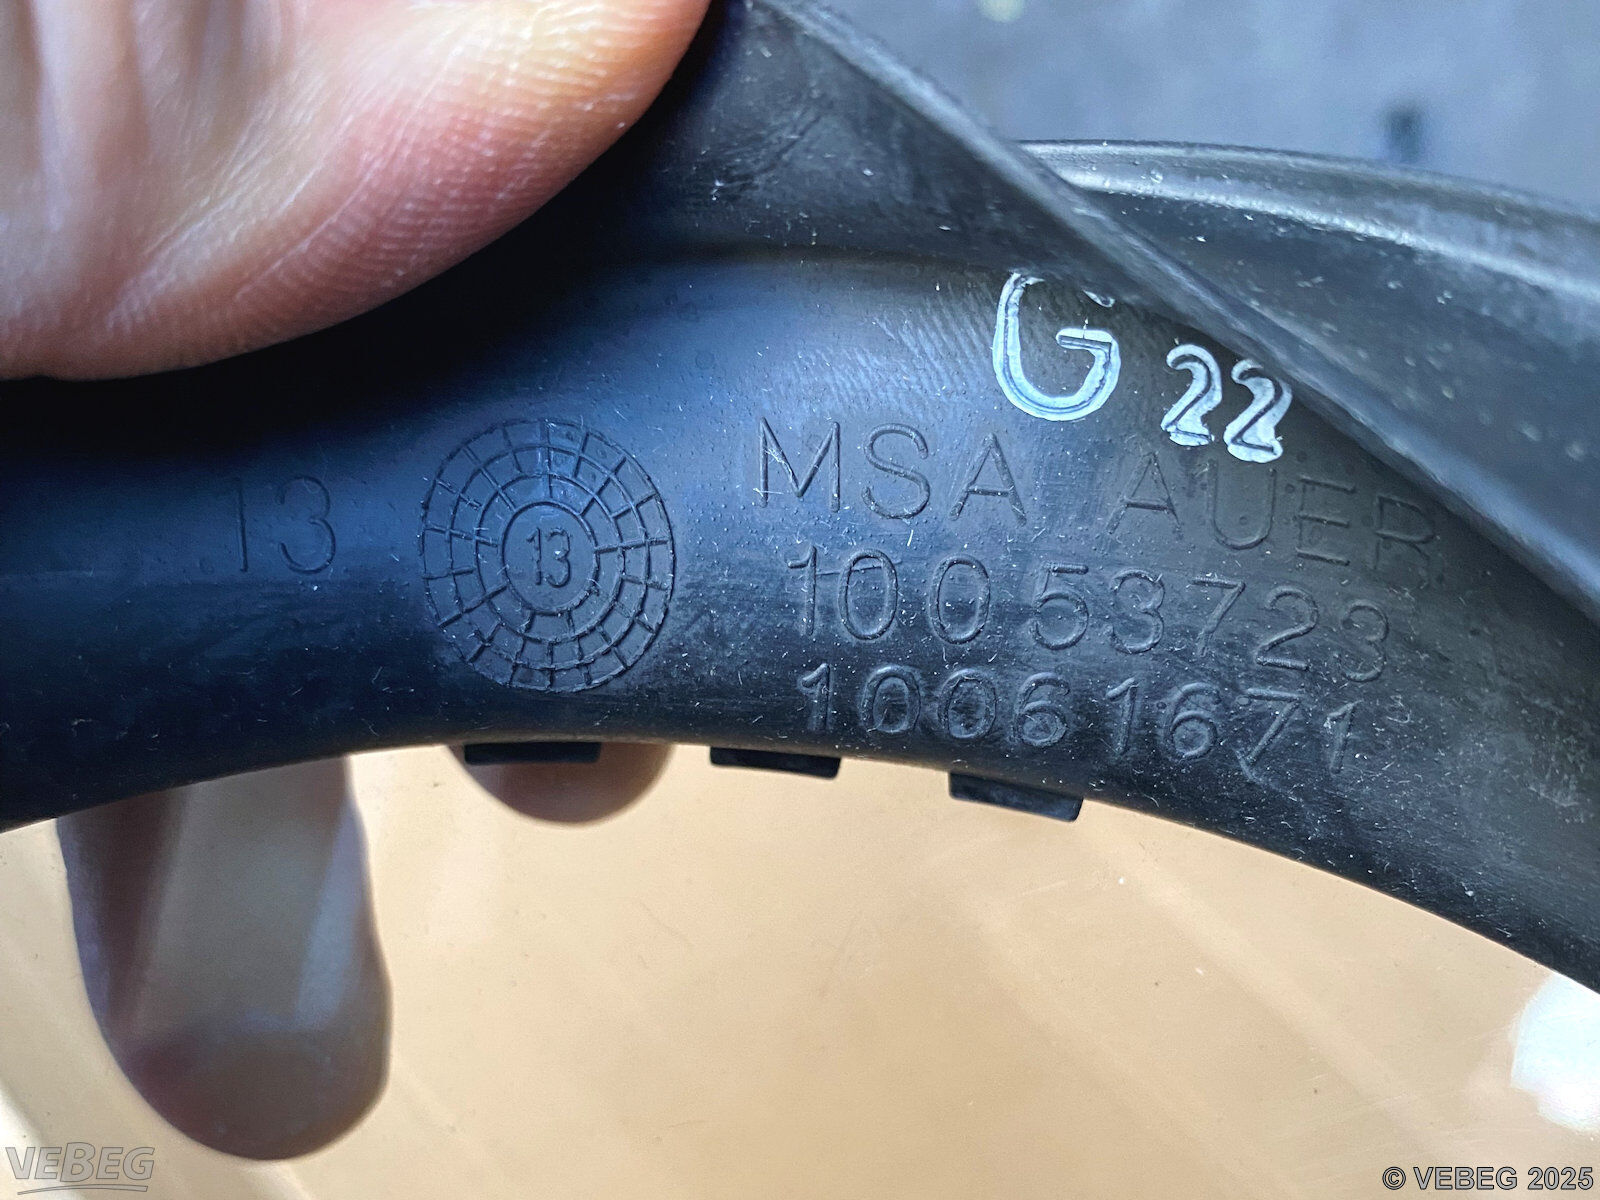 G 22
13
13
MSA AUER
10053723
10061671
VEBEG
© VEBEG 2025